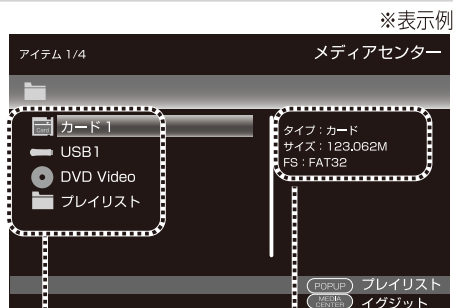 ※表示例
アイテム 1/4
メディアセンター
Card カード 1
USB1
DVD Video
プレイリスト
タイプ：カード
サイズ：123.062M
FS：FAT32
POPUP プレイリスト
MEDIA CENTER イグジット